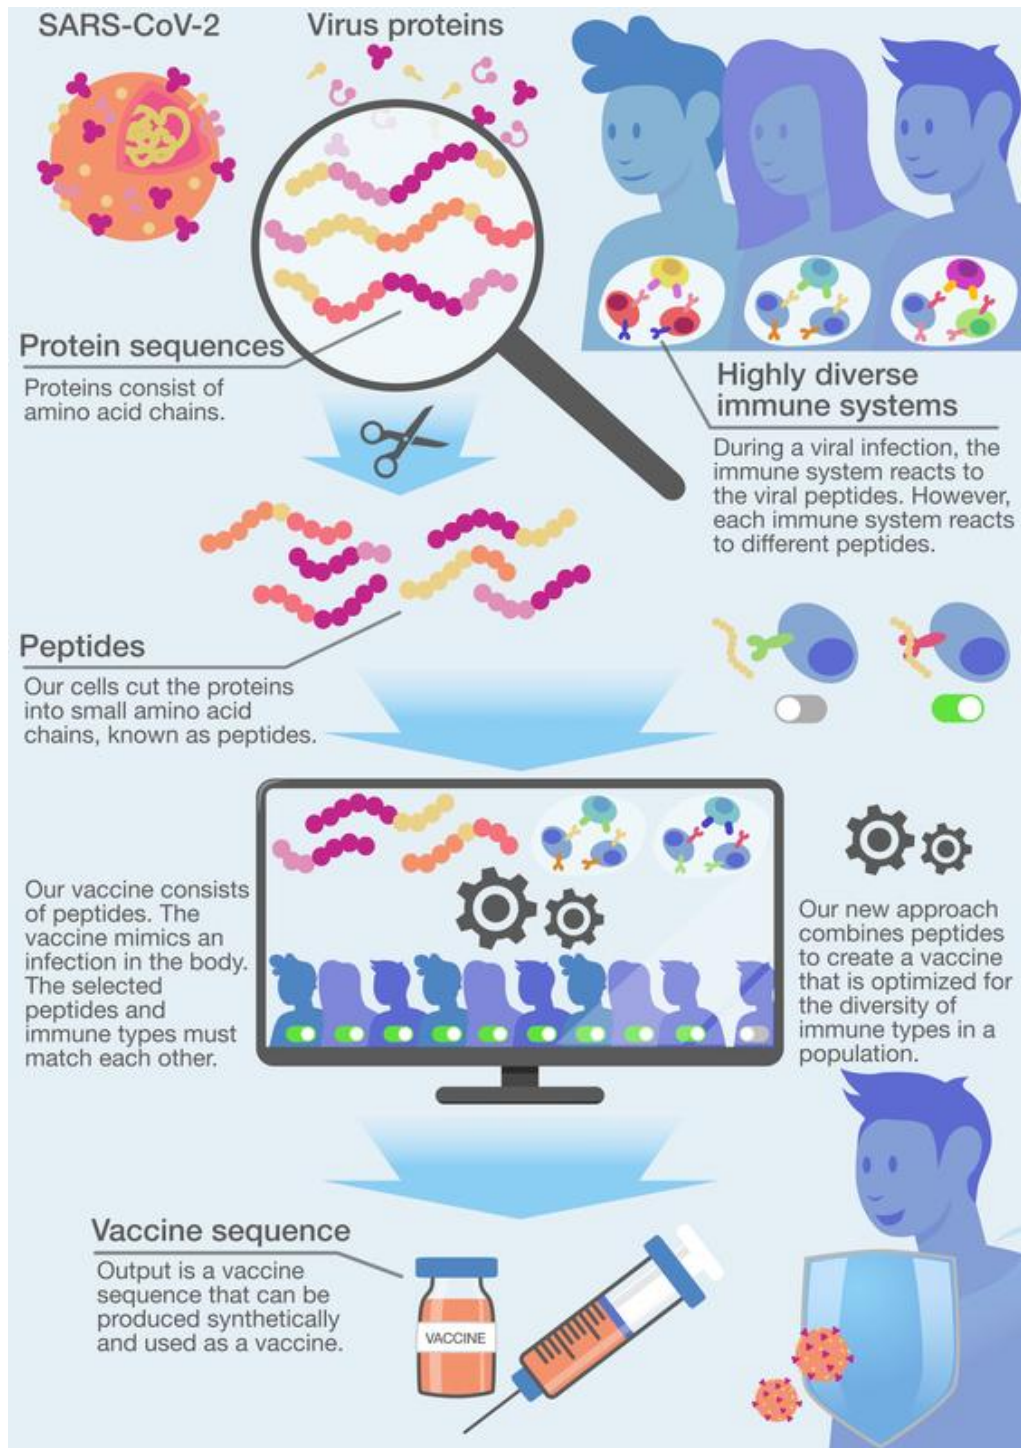 SARS-CoV-2
Virus proteins
Protein sequences
Proteins consist of
amino acid chains.
Highly diverse
immune systems
During a viral infection, the
immune system reacts to
the viral peptides. However,
each immune system reacts
to different peptides.
Peptides
Our cells cut the proteins
into small amino acid
chains, known as peptides.
Our vaccine consists
of peptides. The
vaccine mimics an
infection in the body.
The selected
peptides and
immune types must
match each other.
Our new approach
combines peptides
to create a vaccine
that is optimized for
the diversity of
immune types in a
population.
Vaccine sequence
Output is a vaccine
sequence that can be
produced synthetically
and used as a vaccine.
VACCINE